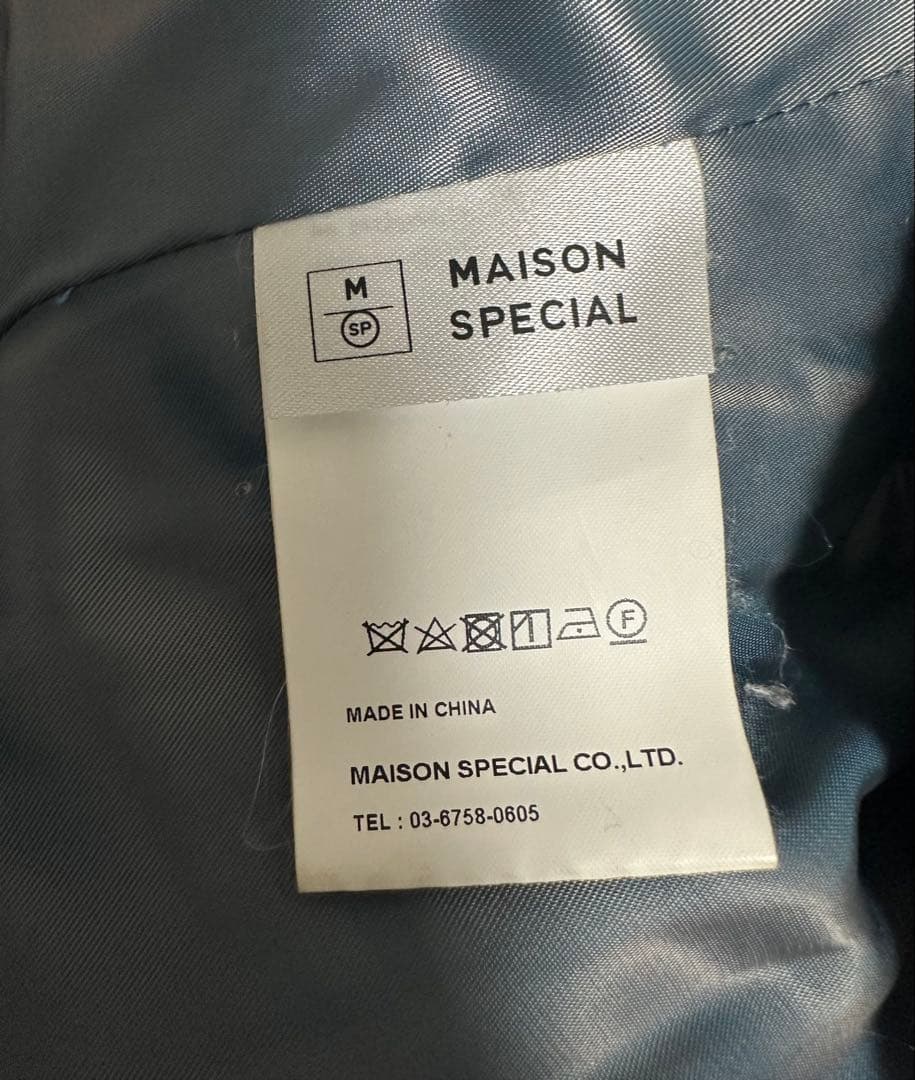 M
SP
MAISON
SPECIAL
F
MADE IN CHINA
MAISON SPECIAL CO.,LTD.
TEL : 03-6758-0605